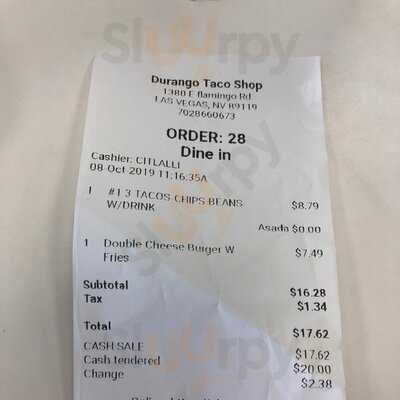 Slurrpy
Durango Taco Shop
1380 E flamingo Rd
LAS VEGAS, NV 89119
7028660673
ORDER: 28
Dine in
Cashier: CITLALLI
08-Oct-2019 11:16:35A
1 #1 3 TACOS-CHIPS-BEANS W/DRINK $8.79
Asada $0.00
1 Double Cheese Burger W Fries $7.49
Subtotal $16.28
Tax $1.34
Total $17.62
CASH SALE $17.62
Cash tendered $20.00
Change $2.38